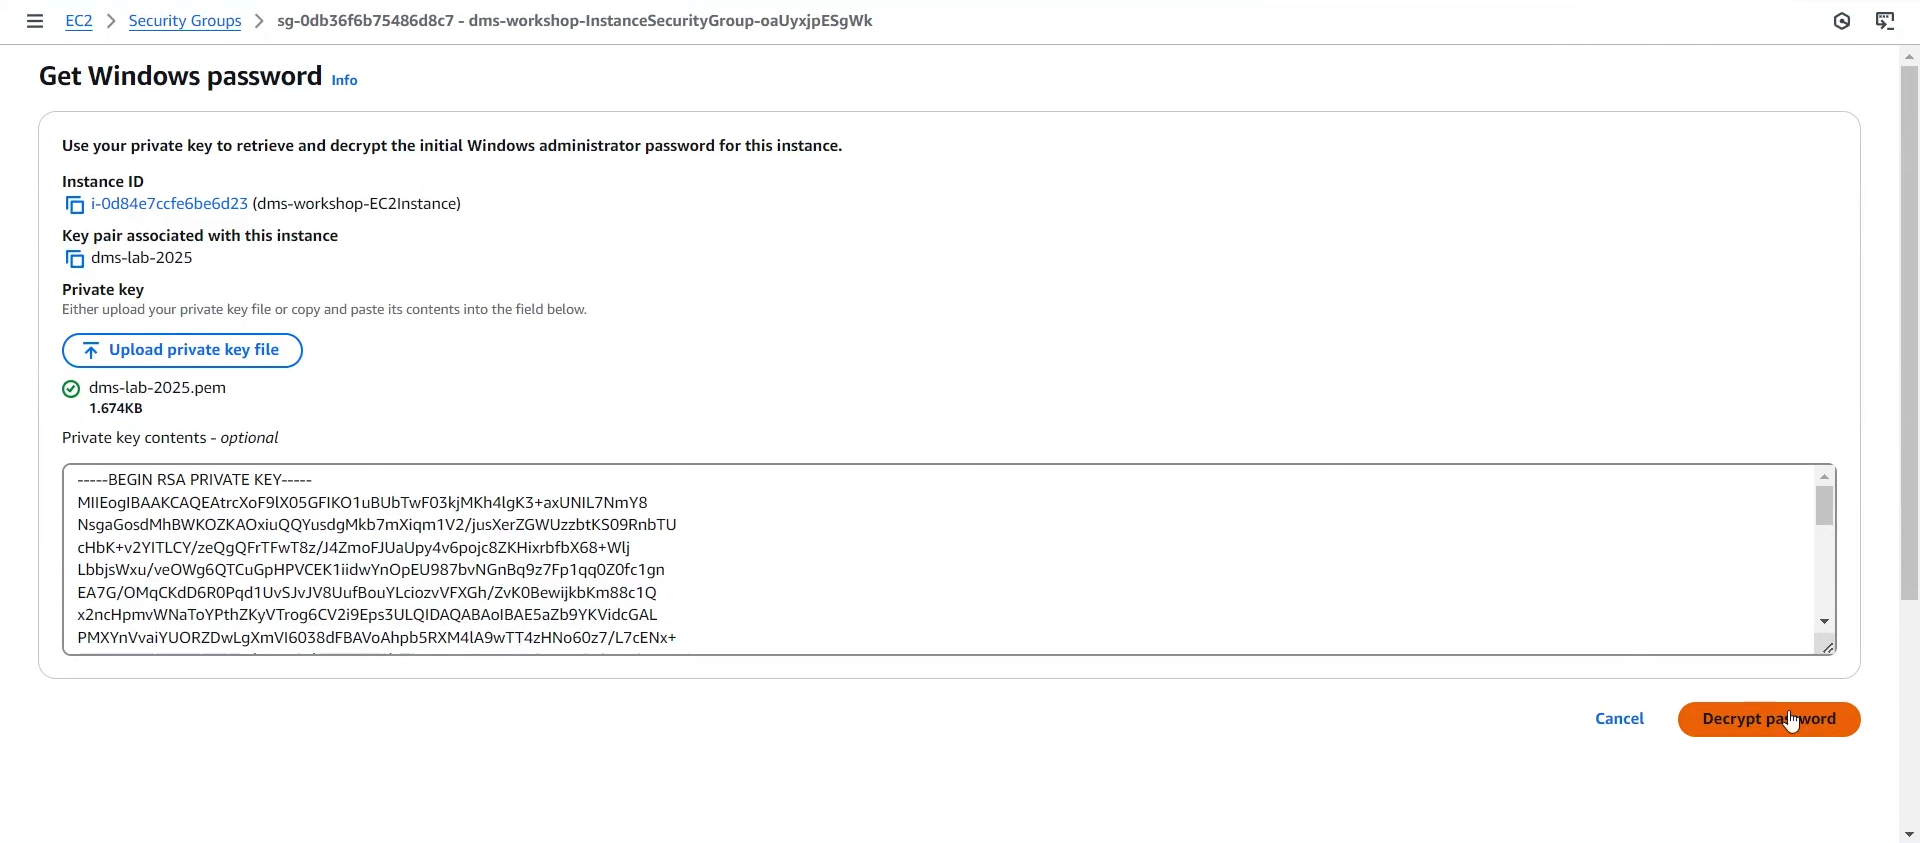 EC2 > Security Groups > sg-0db36f6b75486d8c7 - dms-workshop-InstanceSecurityGroup-oaUyxjpESgWk
Get Windows password Info
Use your private key to retrieve and decrypt the initial Windows administrator password for this instance.
Instance ID
i-0d84e7ccfe6be6d23 (dms-workshop-EC2Instance)
Key pair associated with this instance
dms-lab-2025
Private key
Either upload your private key file or copy and paste its contents into the field below.
Upload private key file
dms-lab-2025.pem
1.674KB
Private key contents - optional
-----BEGIN RSA PRIVATE KEY-----
MIIEogIBAAKCAQEAtrcXoF9lX05GFIKO1uBUbTwF03kjMKh4lgK3+axUNIL7NmY8
NsgaGosdMhBWKOZKAOxiuQQYusdgMkb7mXiqm1V2/jusXerZGWUzzbtKS09RnbTU
cHbK+v2YITLCY/zeQgQFrTFwT8z/J4ZmoFJUaUpy4v6pojc8ZKHixrbfbX68+Wlj
LbbjsWxu/veOWg6QTCuGpHPVCEK1iidwYnOpEU987bvNGnBq9z7Fp1qq0Z0fc1gn
EA7G/OMqCKdD6R0Pqd1UvSJvJV8UufBouYLciozvVFXGh/ZvK0BewijkbKm88c1Q
x2ncHpmvWNaToYPthZKyVTrog6CV2i9Eps3ULQIDAQABAoIBAE5aZb9YKVidcGAL
PMXYnVvaiYUORZDwLgXmVI6038dFBAVoAhpb5RXM4lA9wTT4zHNo60z7/L7cENx+
Cancel Decrypt password